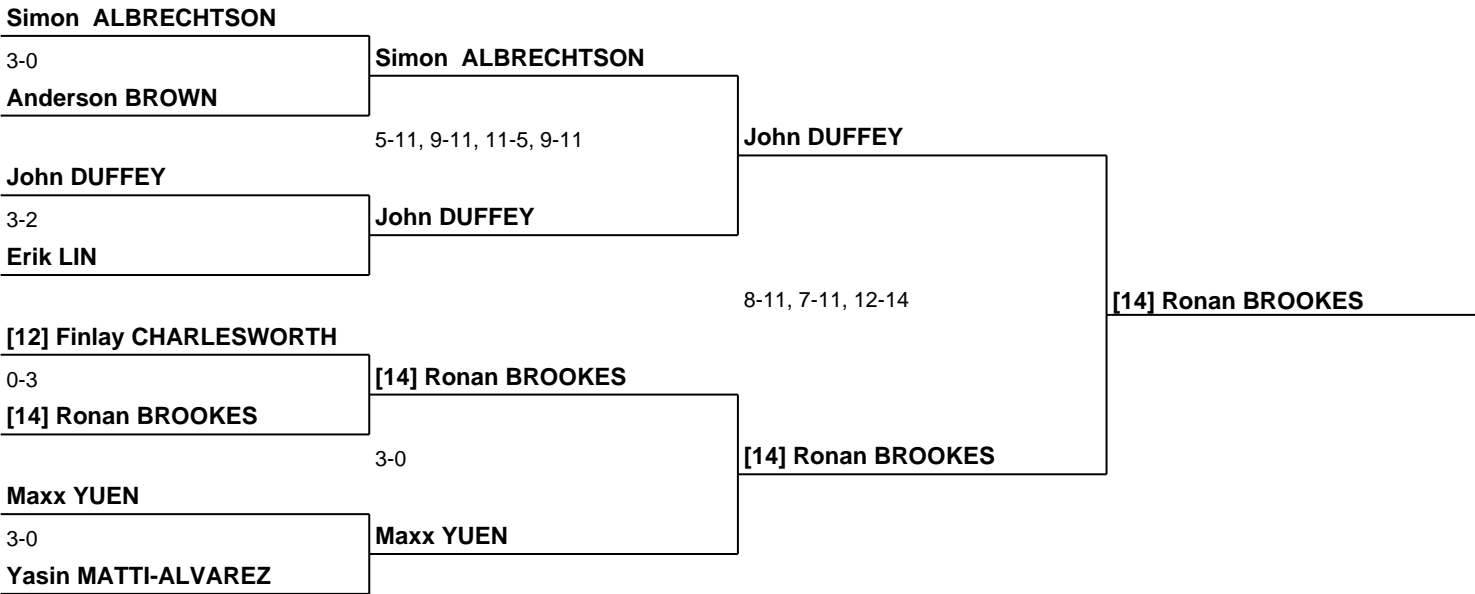 Simon  ALBRECHTSON
3-0
Anderson BROWN
Simon  ALBRECHTSON
5-11, 9-11, 11-5, 9-11
John DUFFEY
John DUFFEY
3-2
Erik LIN
John DUFFEY
8-11, 7-11, 12-14
[14] Ronan BROOKES
[12] Finlay CHARLESWORTH
0-3
[14] Ronan BROOKES
[14] Ronan BROOKES
3-0
[14] Ronan BROOKES
Maxx YUEN
3-0
Yasin MATTI-ALVAREZ
Maxx YUEN